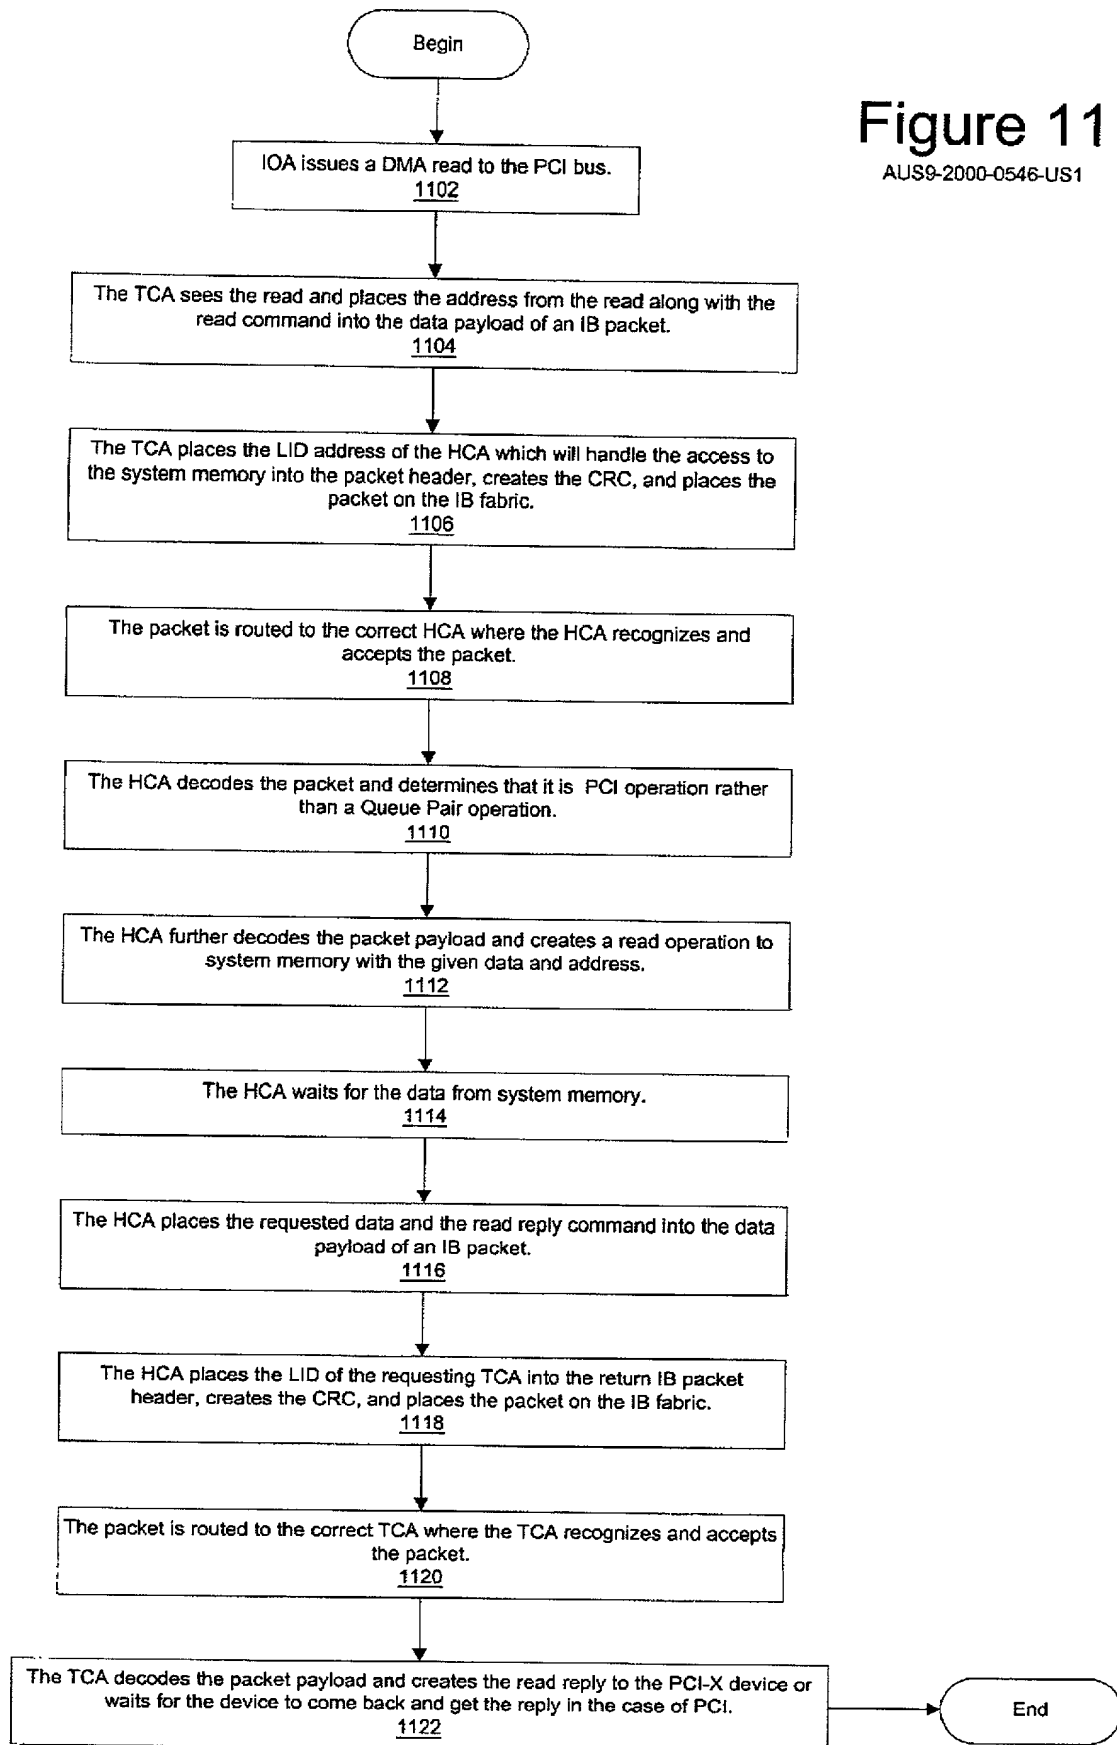 Begin
Figure 11
AUS9-2000-0546-US1
IOA issues a DMA read to the PCI bus.
1102
The TCA sees the read and places the address from the read along with the
read command into the data payload of an IB packet.
1104
The TCA places the LID address of the HCA which will handle the access to
the system memory into the packet header, creates the CRC, and places the
packet on the IB fabric.
1106
The packet is routed to the correct HCA where the HCA recognizes and
accepts the packet.
1108
The HCA decodes the packet and determines that it is PCI operation rather
than a Queue Pair operation.
1110
The HCA further decodes the packet payload and creates a read operation to
system memory with the given data and address.
1112
The HCA waits for the data from system memory.
1114
The HCA places the requested data and the read reply command into the data
payload of an IB packet.
1116
The HCA places the LID of the requesting TCA into the return IB packet
header, creates the CRC, and places the packet on the IB fabric.
1118
The packet is routed to the correct TCA where the TCA recognizes and accepts
the packet.
1120
The TCA decodes the packet payload and creates the read reply to the PCI-X device or
waits for the device to come back and get the reply in the case of PCI.
1122
End